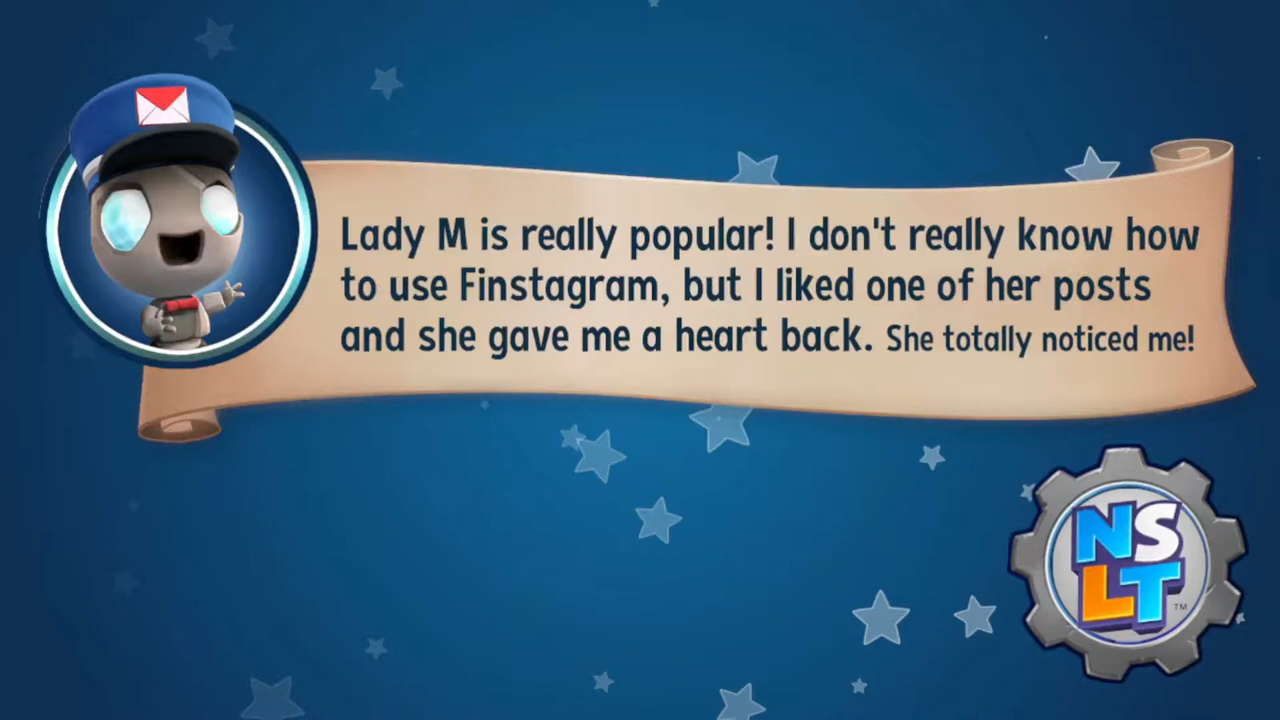 Lady M is really popular! I don't really know how
to use Finstagram, but I liked one of her posts
and she gave me a heart back. She totally noticed me!
NS
LT
TM